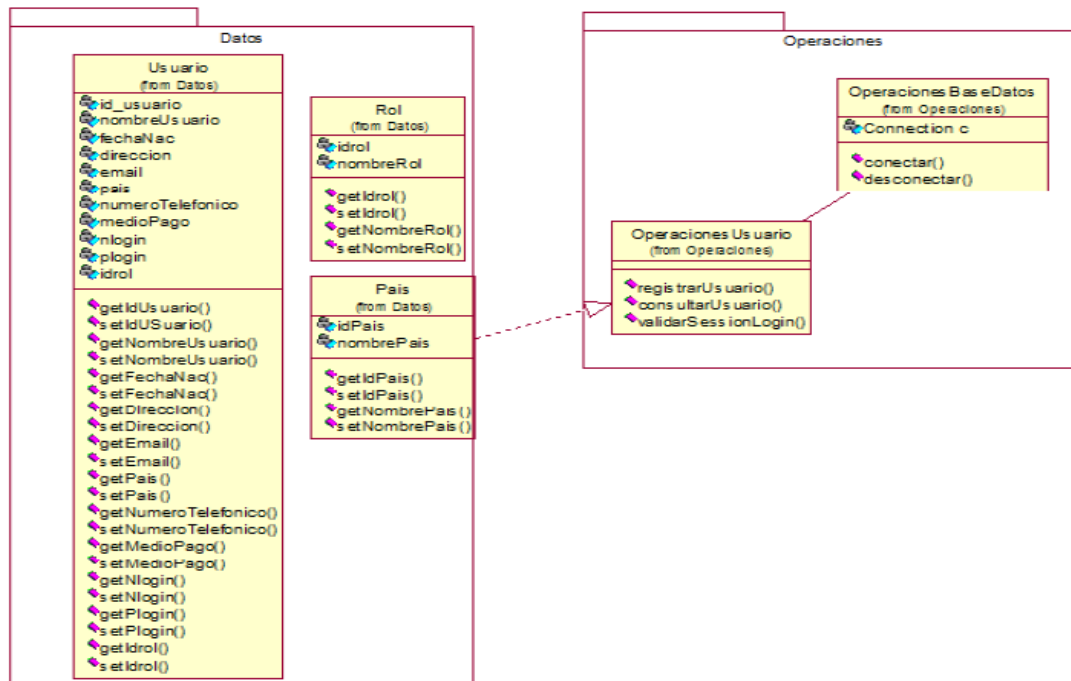 Datos
Usuario
(from Datos)
id_usuario
nombreUsuario
fechaNac
direccion
email
pais
numeroTelefonico
medioPago
nlogin
plogin
idrol
getIdUsuario()
setIdUSuario()
getNombreUsuario()
setNombreUsuario()
getFechaNac()
setFechaNac()
getDireccion()
setDireccion()
getEmail()
setEmail()
getPais()
setPais()
getNumeroTelefonico()
setNumeroTelefonico()
getMedioPago()
setMedioPago()
getNlogin()
setNlogin()
getPlogin()
setPlogin()
getIdrol()
setIdrol()
Rol
(from Datos)
idrol
nombreRol
getIdrol()
setIdrol()
getNombreRol()
setNombreRol()
Pais
(from Datos)
idPais
nombrePais
getIdPais()
setIdPais()
getNombrePais()
setNombrePais()
Operaciones
OperacionesBaseDatos
(from Operaciones)
Connection c
conectar()
desconectar()
OperacionesUsuario
(from Operaciones)
registrarUsuario()
consultarUsuario()
validarSessionLogin()